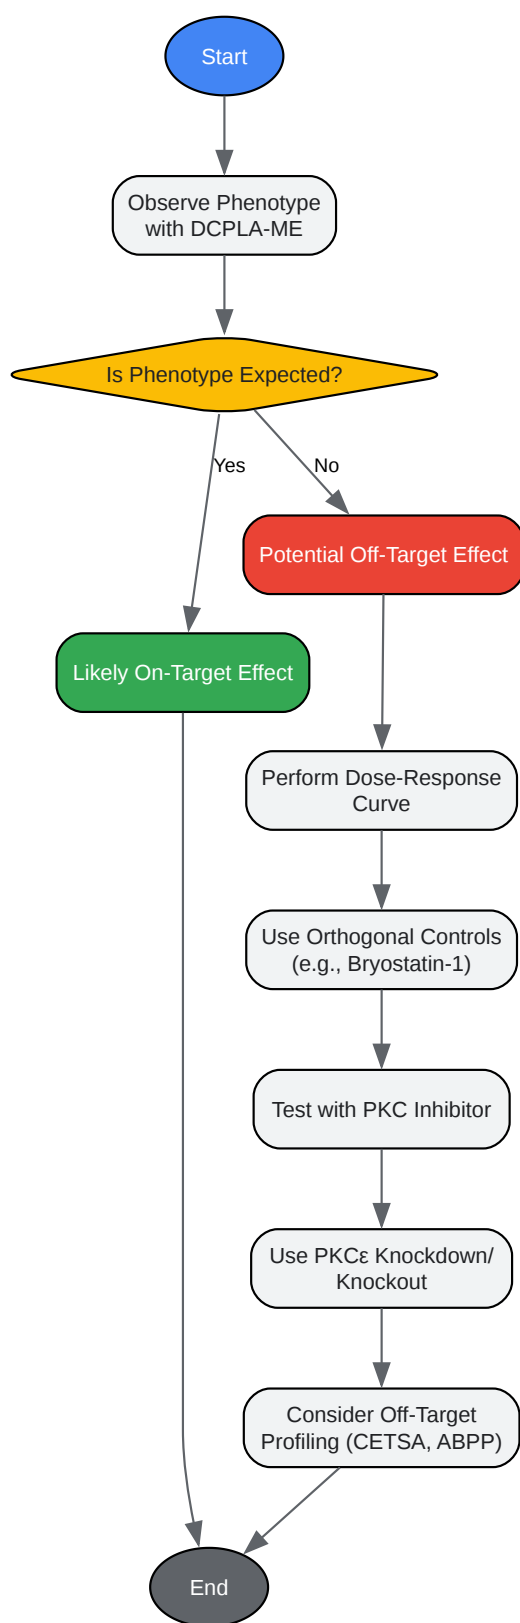 Start
Observe Phenotype
with DCPLA-ME
Is Phenotype Expected?
Yes
No
Potential Off-Target Effect
Likely On-Target Effect
Perform Dose-Response
Curve
Use Orthogonal Controls
(e.g., Bryostatin-1)
Test with PKC Inhibitor
Use PKCε Knockdown/
Knockout
Consider Off-Target
Profiling (CETSA, ABPP)
End